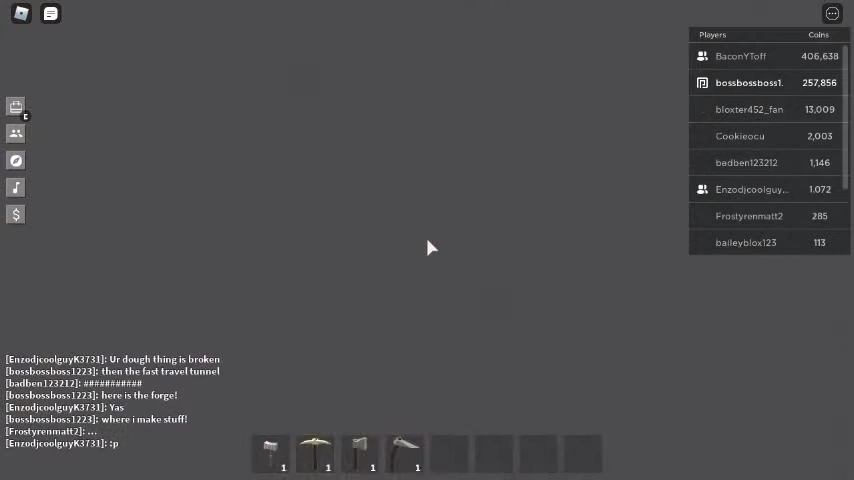 Players Coins
BaconYToff 406,638
bossbossboss1. 257,856
bloxter452_fan 13,009
Cookieocu 2,003
badben123212 1,146
Enzodjcoolguy... 1,072
Frostyrenmatt2 285
baileyblox123 113
E
[EnzodjcoolguyK3731]: Ur dough thing is broken
[bossbossboss1223]: then the fast travel tunnel
[badben123212]: ###########
[bossbossboss1223]: here is the forge!
[EnzodjcoolguyK3731]: Yas
[bossbossboss1223]: where i make stuff!
[Frostyrenmatt2]: ...
[EnzodjcoolguyK3731]: :p
1 1 1 1